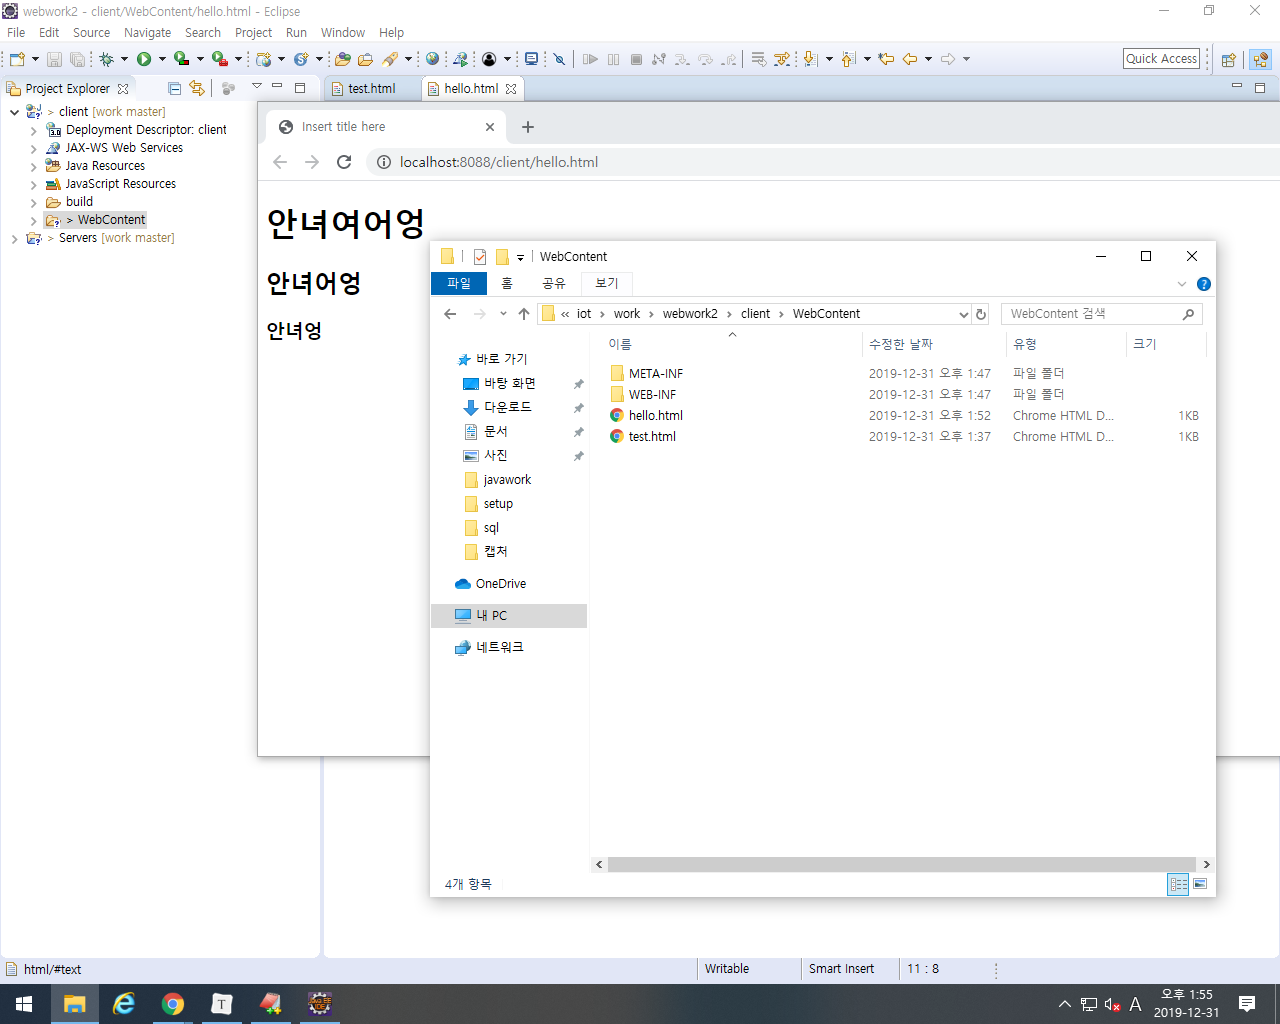 webwork2 - client/WebContent/hello.html - Eclipse
File Edit Source Navigate Search Project Run Window Help
Quick Access
Project Explorer
test.html
hello.html
> client [work master]
3.0 Deployment Descriptor: client
JAX-WS Web Services
Java Resources
JavaScript Resources
build
> WebContent
> Servers [work master]
Insert title here
localhost:8088/client/hello.html
안녀여어엉
안녀어엉
안녀엉
WebContent
파일 홈 공유 보기
« iot > work > webwork2 > client > WebContent
WebContent 검색
바로 가기
바탕 화면
다운로드
문서
사진
javawork
setup
sql
캡처
OneDrive
내 PC
네트워크
이름 수정한 날짜 유형 크기
META-INF 2019-12-31 오후 1:47 파일 폴더
WEB-INF 2019-12-31 오후 1:47 파일 폴더
hello.html 2019-12-31 오후 1:52 Chrome HTML D... 1KB
test.html 2019-12-31 오후 1:37 Chrome HTML D... 1KB
4개 항목
html/#text
Writable
Smart Insert
11 : 8
T
Java EE
IDE
A
오후 1:55
2019-12-31